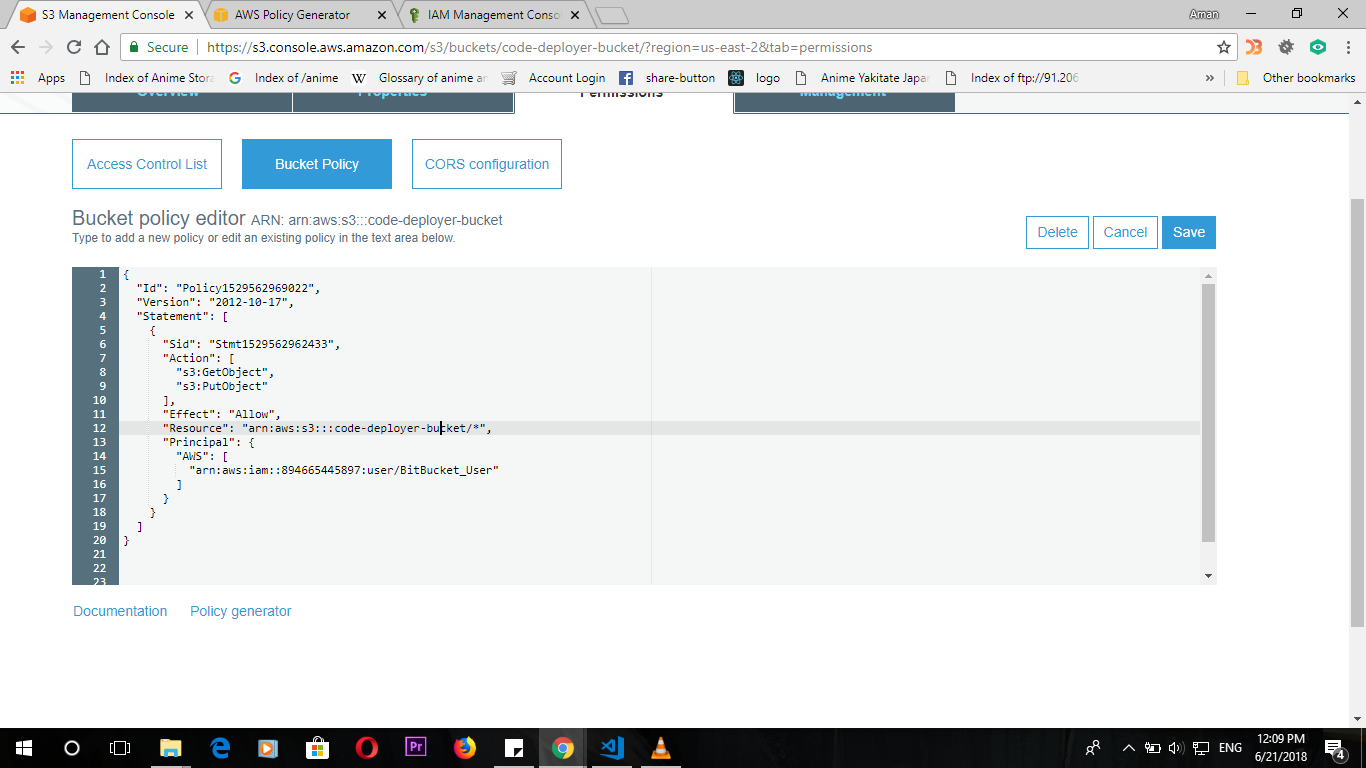 S3 Management Console
AWS Policy Generator
IAM Management Conso
Aman
Secure
https://s3.console.aws.amazon.com/s3/buckets/code-deployer-bucket/?region=us-east-2&tab=permissions
Apps
Index of Anime Stora
Index of /anime
Glossary of anime an
Account Login
share-button
logo
Anime Yakitate Japan
Index of ftp://91.206
»
Other bookmarks
Overview
Properties
Permissions
Management
Access Control List
Bucket Policy
CORS configuration
Bucket policy editor ARN: arn:aws:s3:::code-deployer-bucket
Type to add a new policy or edit an existing policy in the text area below.
Delete
Cancel
Save
1 {
2 "Id": "Policy1529562969022",
3 "Version": "2012-10-17",
4 "Statement": [
5 {
6 "Sid": "Stmt1529562962433",
7 "Action": [
8 "s3:GetObject",
9 "s3:PutObject"
10 ],
11 "Effect": "Allow",
12 "Resource": "arn:aws:s3:::code-deployer-bucket/*",
13 "Principal": {
14 "AWS": [
15 "arn:aws:iam::894665445897:user/BitBucket_User"
16 ]
17 }
18 }
19 ]
20 }
21
22
23
Documentation
Policy generator
Pr
ENG
12:09 PM
6/21/2018
4